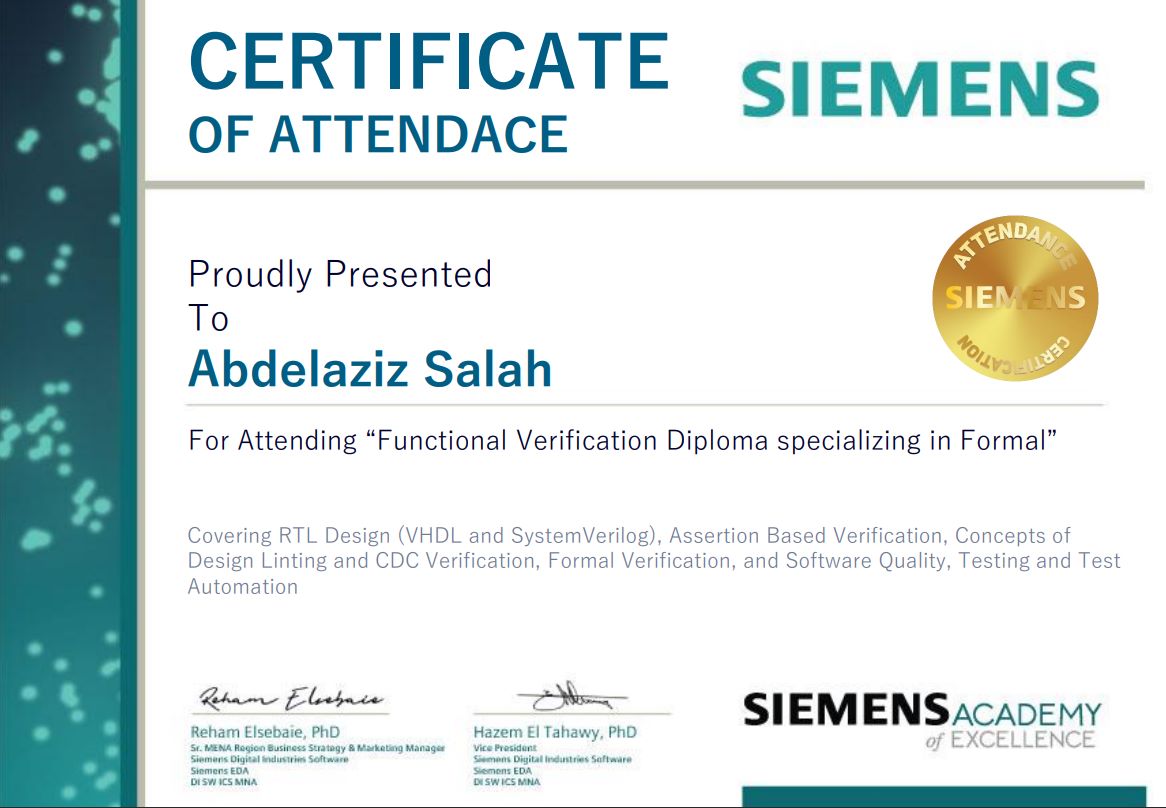 CERTIFICATE
OF ATTENDACE
SIEMENS
ATTENDANCE
SIEMENS
CERTIFICATION
Proudly Presented
To
Abdelaziz Salah
For Attending “Functional Verification Diploma specializing in Formal”
Covering RTL Design (VHDL and SystemVerilog), Assertion Based Verification, Concepts of
Design Linting and CDC Verification, Formal Verification, and Software Quality, Testing and Test
Automation
Reham Elsebaie
Reham Elsebaie, PhD
Sr. MENA Region Business Strategy & Marketing Manager
Siemens Digital Industries Software
Siemens EDA
DI SW ICS MNA
Hazem El Tahawy, PhD
Vice President
Siemens Digital Industries Software
Siemens EDA
DI SW ICS MNA
SIEMENS ACADEMY
of EXCELLENCE